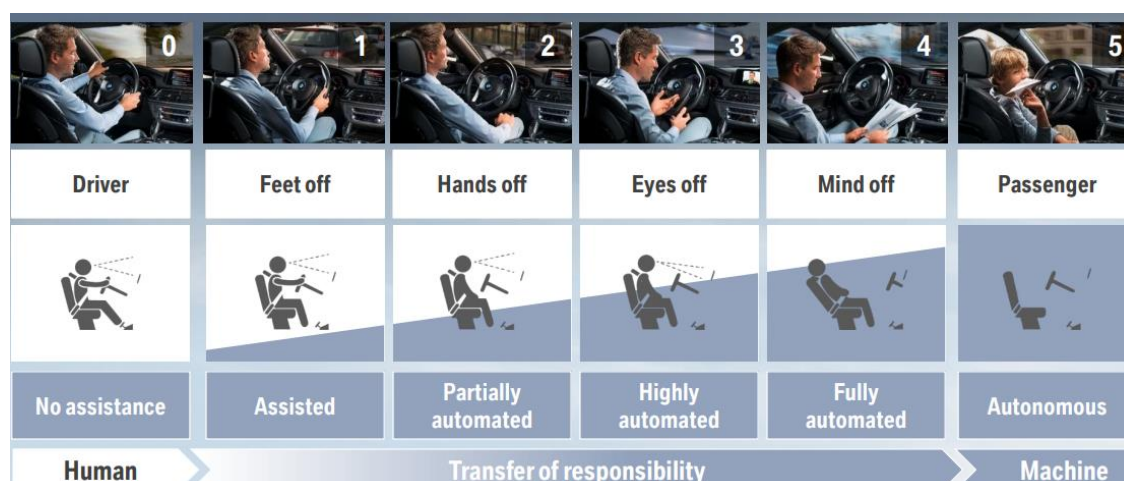 0
1
2
3
4
5
Driver
Feet off
Hands off
Eyes off
Mind off
Passenger
No assistance
Assisted
Partially
automated
Highly
automated
Fully
automated
Autonomous
Human
Transfer of responsibility
Machine